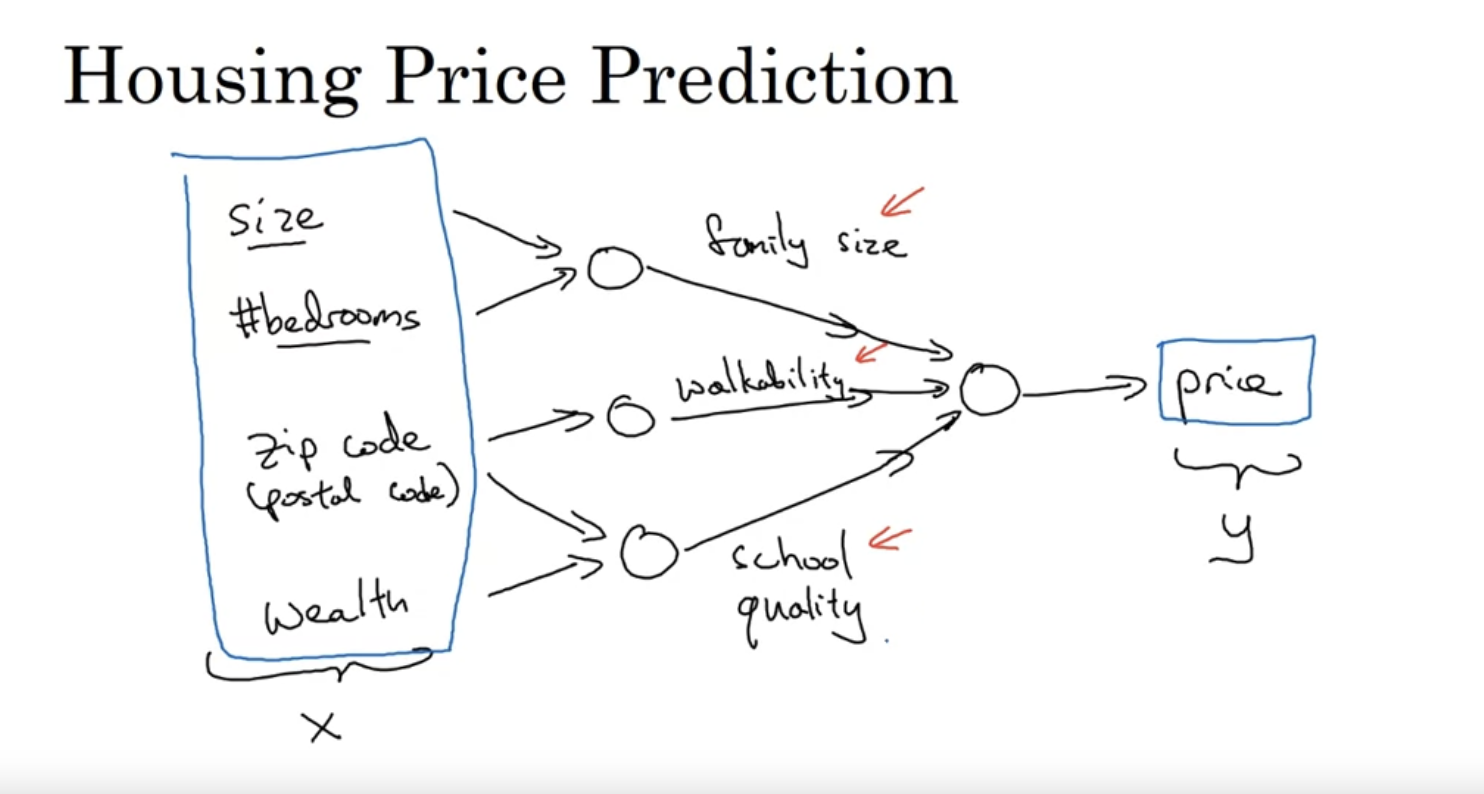 Housing Price Prediction
size
family size
#bedrooms
walkability
price
zip code
(postal code)
y
school
quality
wealth
x